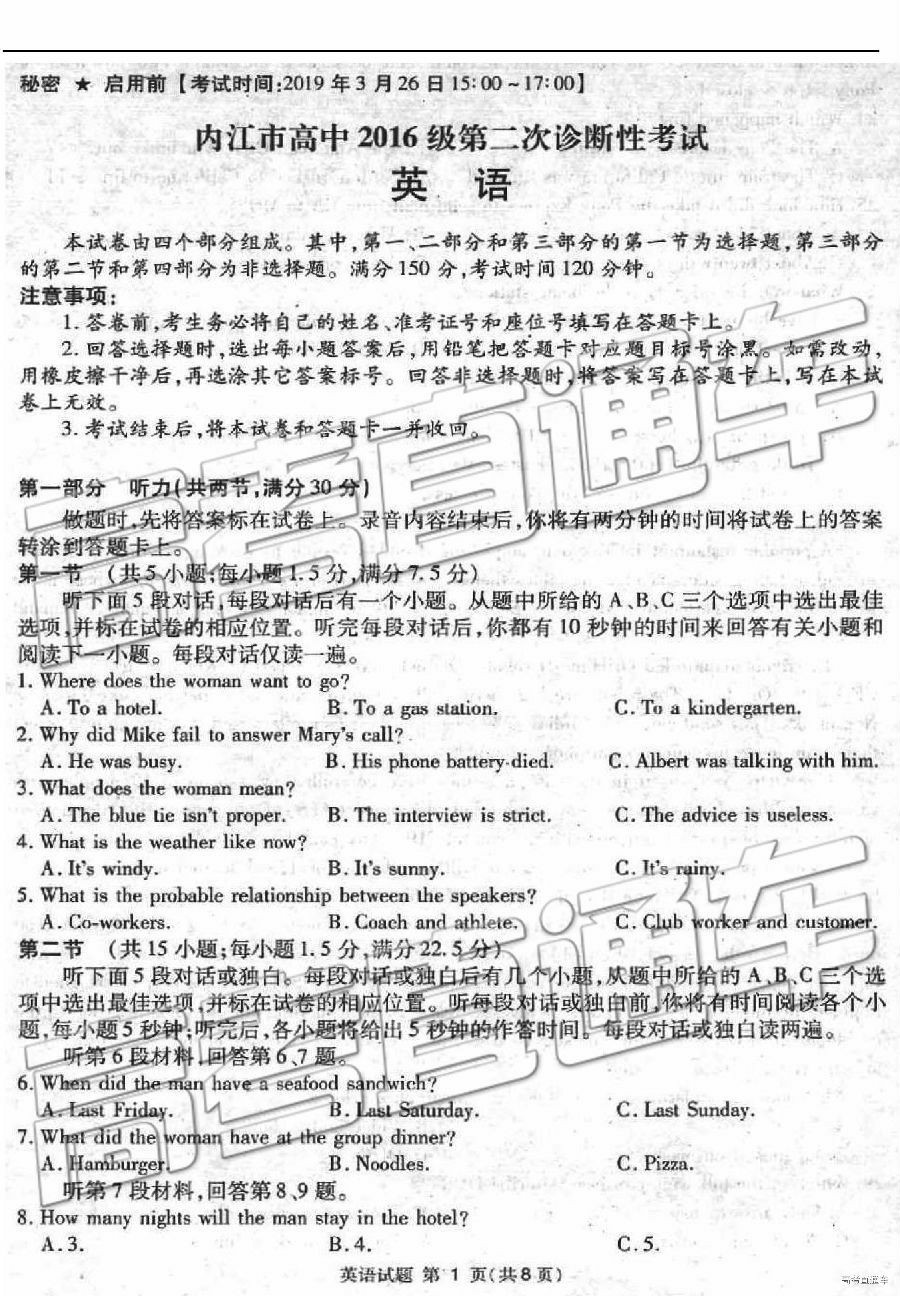 秘密 ★ 启用前【考试时间:2019 年 3 月 26 日 15:00~17:00】
内江市高中 2016 级第二次诊断性考试
英 语
本试卷由四个部分组成。其中,第一、二部分和第三部分的第一节为选择题,第三部分
的第二节和第四部分为非选择题。满分 150 分,考试时间 120 分钟。
注意事项:
1. 答卷前,考生务必将自己的姓名、准考证号和座位号填写在答题卡上。
2. 回答选择题时,选出每小题答案后,用铅笔把答题卡对应题目标号涂黑。如需改动,
用橡皮擦干净后,再选涂其它答案标号。回答非选择题时,将答案写在答题卡上,写在本试
卷上无效。
3. 考试结束后,将本试卷和答题卡一并收回。
第一部分 听力(共两节,满分 30 分)
做题时,先将答案标在试卷上。录音内容结束后,你将有两分钟的时间将试卷上的答案
转涂到答题卡上。
第一节 (共 5 小题;每小题 1.5 分,满分 7.5 分)
听下面 5 段对话,每段对话后有一个小题。从题中所给的 A、B、C 三个选项中选出最佳
选项,并标在试卷的相应位置。听完每段对话后,你都有 10 秒钟的时间来回答有关小题和
阅读下一小题。每段对话仅读一遍。
1. Where does the woman want to go?
A. To a hotel. B. To a gas station. C. To a kindergarten.
2. Why did Mike fail to answer Mary's call?
A. He was busy. B. His phone battery died. C. Albert was talking with him.
3. What does the woman mean?
A. The blue tie isn't proper. B. The interview is strict. C. The advice is useless.
4. What is the weather like now?
A. It's windy. B. It's sunny. C. It's rainy.
5. What is the probable relationship between the speakers?
A. Co-workers. B. Coach and athlete. C. Club worker and customer.
第二节 (共 15 小题;每小题 1.5 分,满分 22.5 分)
听下面 5 段对话或独白。每段对话或独白后有几个小题,从题中所给的 A、B、C 三个选
项中选出最佳选项,并标在试卷的相应位置。听每段对话或独白前,你将有时间阅读各个小
题,每小题 5 秒钟;听完后,各小题将给出 5 秒钟的作答时间。每段对话或独白读两遍。
听第 6 段材料,回答第 6、7 题。
6. When did the man have a seafood sandwich?
A. Last Friday. B. Last Saturday. C. Last Sunday.
7. What did the woman have at the group dinner?
A. Hamburger. B. Noodles. C. Pizza.
听第 7 段材料,回答第 8、9 题。
8. How many nights will the man stay in the hotel?
A. 3. B. 4. C. 5.
英语试题 第 1 页(共 8 页)
高考直通车
高考直通车
高考直通车